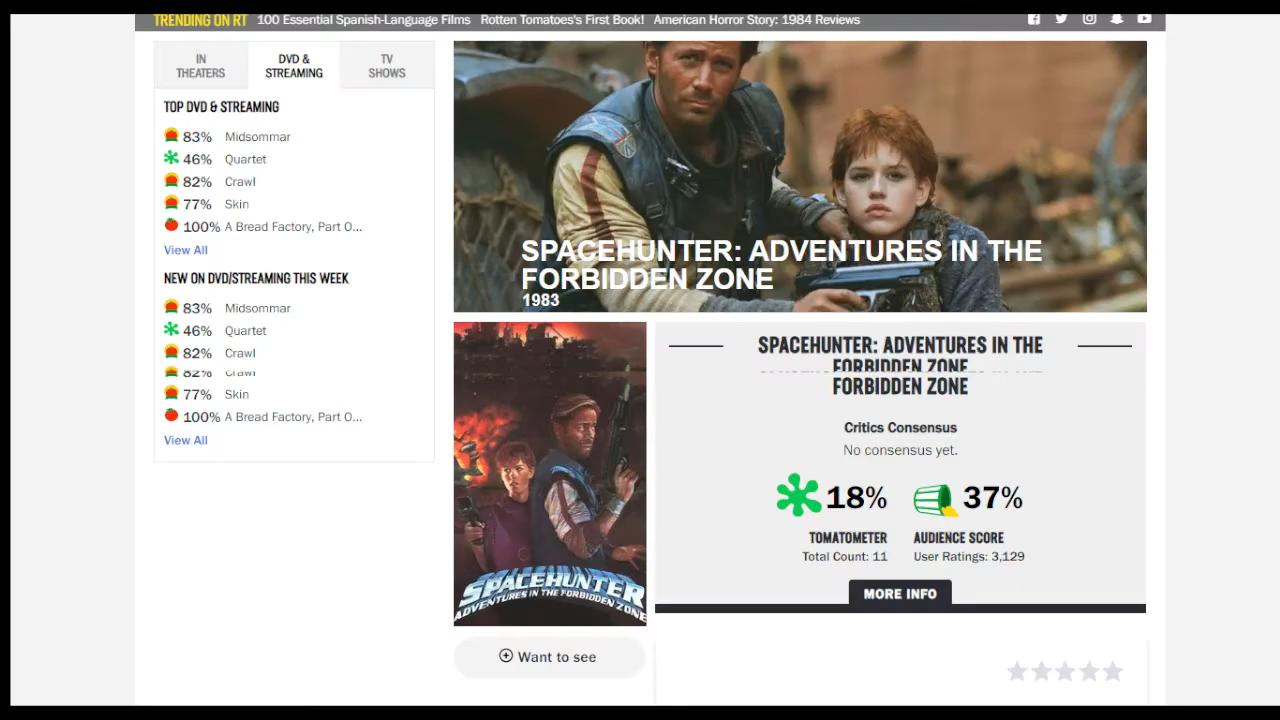 TRENDING ON RT 100 Essential Spanish-Language Films Rotten Tomatoes's First Book! American Horror Story: 1984 Reviews
IN THEATERS
DVD & STREAMING
TV SHOWS
TOP DVD & STREAMING
83% Midsommar
46% Quartet
82% Crawl
77% Skin
100% A Bread Factory, Part O...
View All
NEW ON DVD/STREAMING THIS WEEK
83% Midsommar
46% Quartet
82% Crawl
82% Crawl
77% Skin
100% A Bread Factory, Part O...
View All
SPACEHUNTER: ADVENTURES IN THE
FORBIDDEN ZONE
1983
SPACEHUNTER
ADVENTURES IN THE FORBIDDEN ZONE
Want to see
SPACEHUNTER: ADVENTURES IN THE
FORBIDDEN ZONE
FORBIDDEN ZONE
Critics Consensus
No consensus yet.
18% 37%
TOMATOMETER AUDIENCE SCORE
Total Count: 11 User Ratings: 3,129
MORE INFO